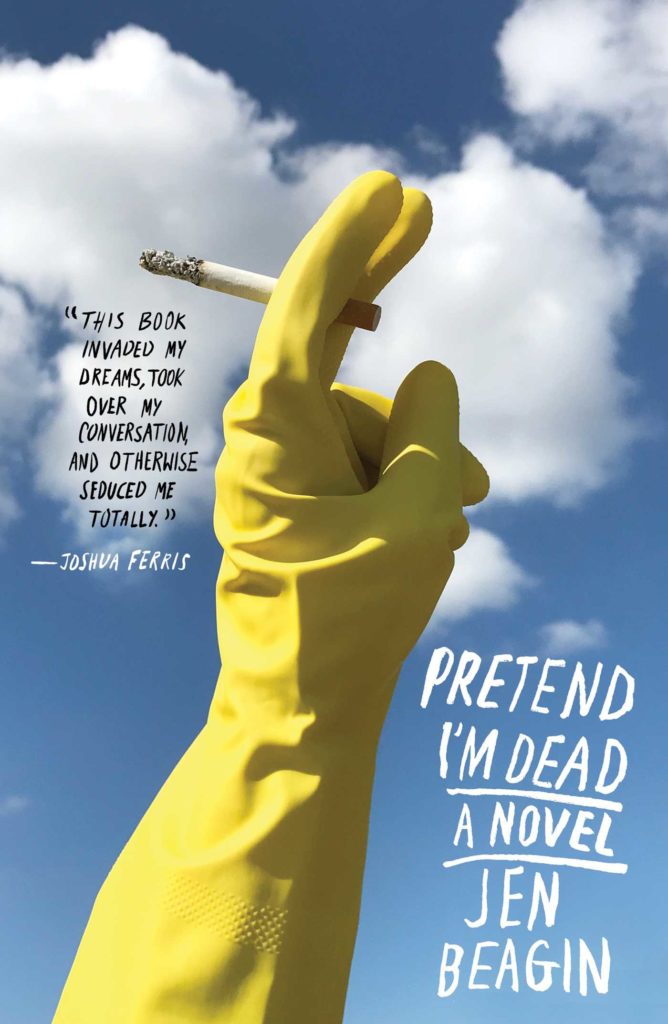 “THIS BOOK
INVADED MY
DREAMS, TOOK
OVER MY
CONVERSATION,
AND OTHERWISE
SEDUCED ME
TOTALLY.”
—JOSHUA FERRIS
PRETEND
I'M DEAD
A NOVEL
JEN
BEAGIN